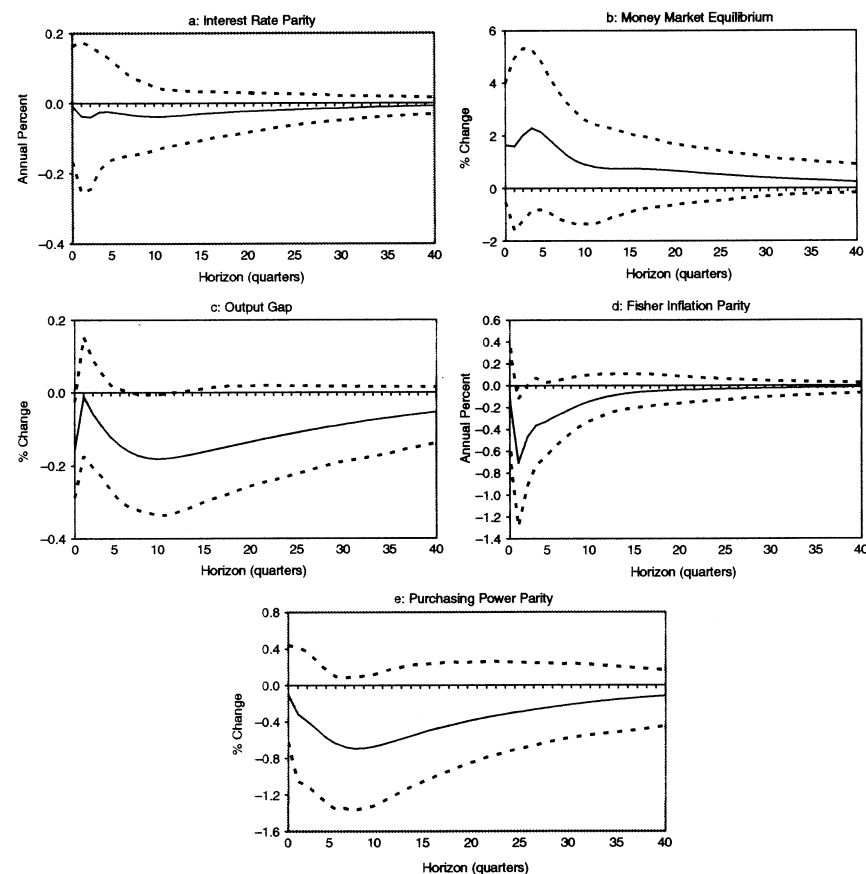 a: Interest Rate Parity
Annual Percent
0.2
0.0
−0.2
−0.4
0 5 10 15 20 25 30 35 40
Horizon (quarters)
b: Money Market Equilibrium
% Change
6
4
2
0
−2
0 5 10 15 20 25 30 35 40
Horizon (quarters)
c: Output Gap
% Change
0.2
0.0
−0.2
−0.4
0 5 10 15 20 25 30 35 40
Horizon (quarters)
d: Fisher Inflation Parity
Annual Percent
0.6
0.4
0.2
0.0
−0.2
−0.4
−0.6
−0.8
−1.0
−1.2
−1.4
0 5 10 15 20 25 30 35 40
Horizon (quarters)
e: Purchasing Power Parity
% Change
0.8
0.4
0.0
−0.4
−0.8
−1.2
−1.6
0 5 10 15 20 25 30 35 40
Horizon (quarters)